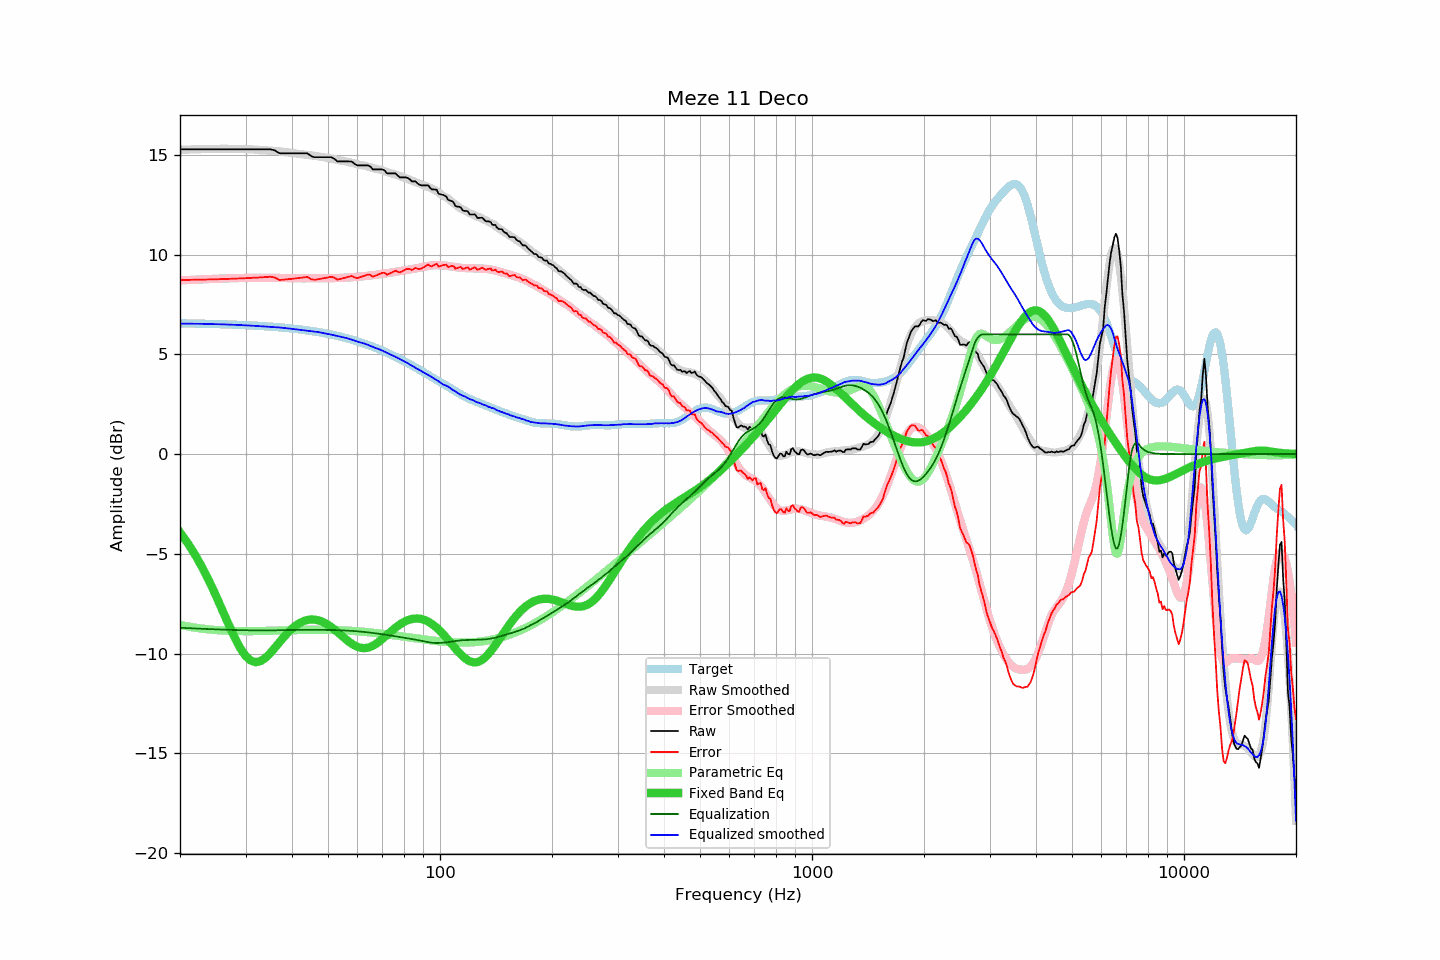 Meze 11 Deco
15
10
5
0
−5
−10
−15
−20
Amplitude (dBr)
Target
Raw Smoothed
Error Smoothed
Raw
Error
Parametric Eq
Fixed Band Eq
Equalization
Equalized smoothed
100
1000
10000
Frequency (Hz)